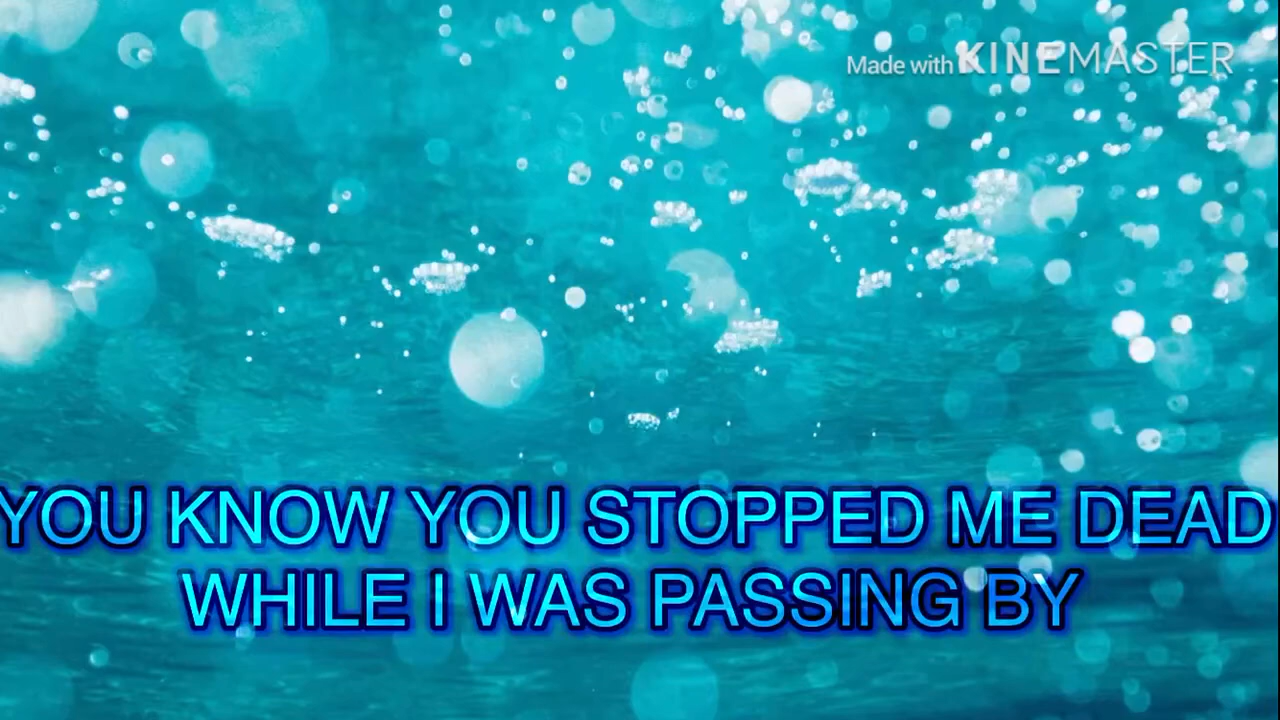 Made with KINEMASTER
YOU KNOW YOU STOPPED ME DEAD
WHILE I WAS PASSING BY